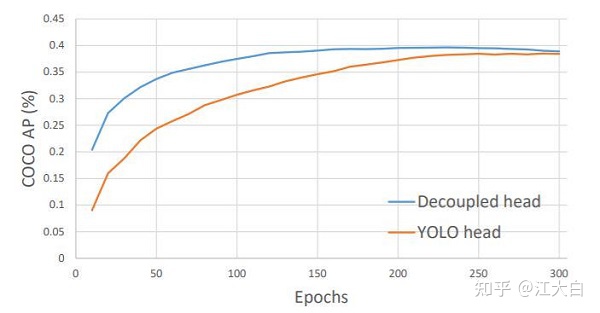 0.45
0.4
0.35
0.3
0.25
0.2
0.15
0.1
0.05
0
COCO AP (%)
Decoupled head
YOLO head
0 50 100 150 200 250 300
Epochs
知乎 @江大白